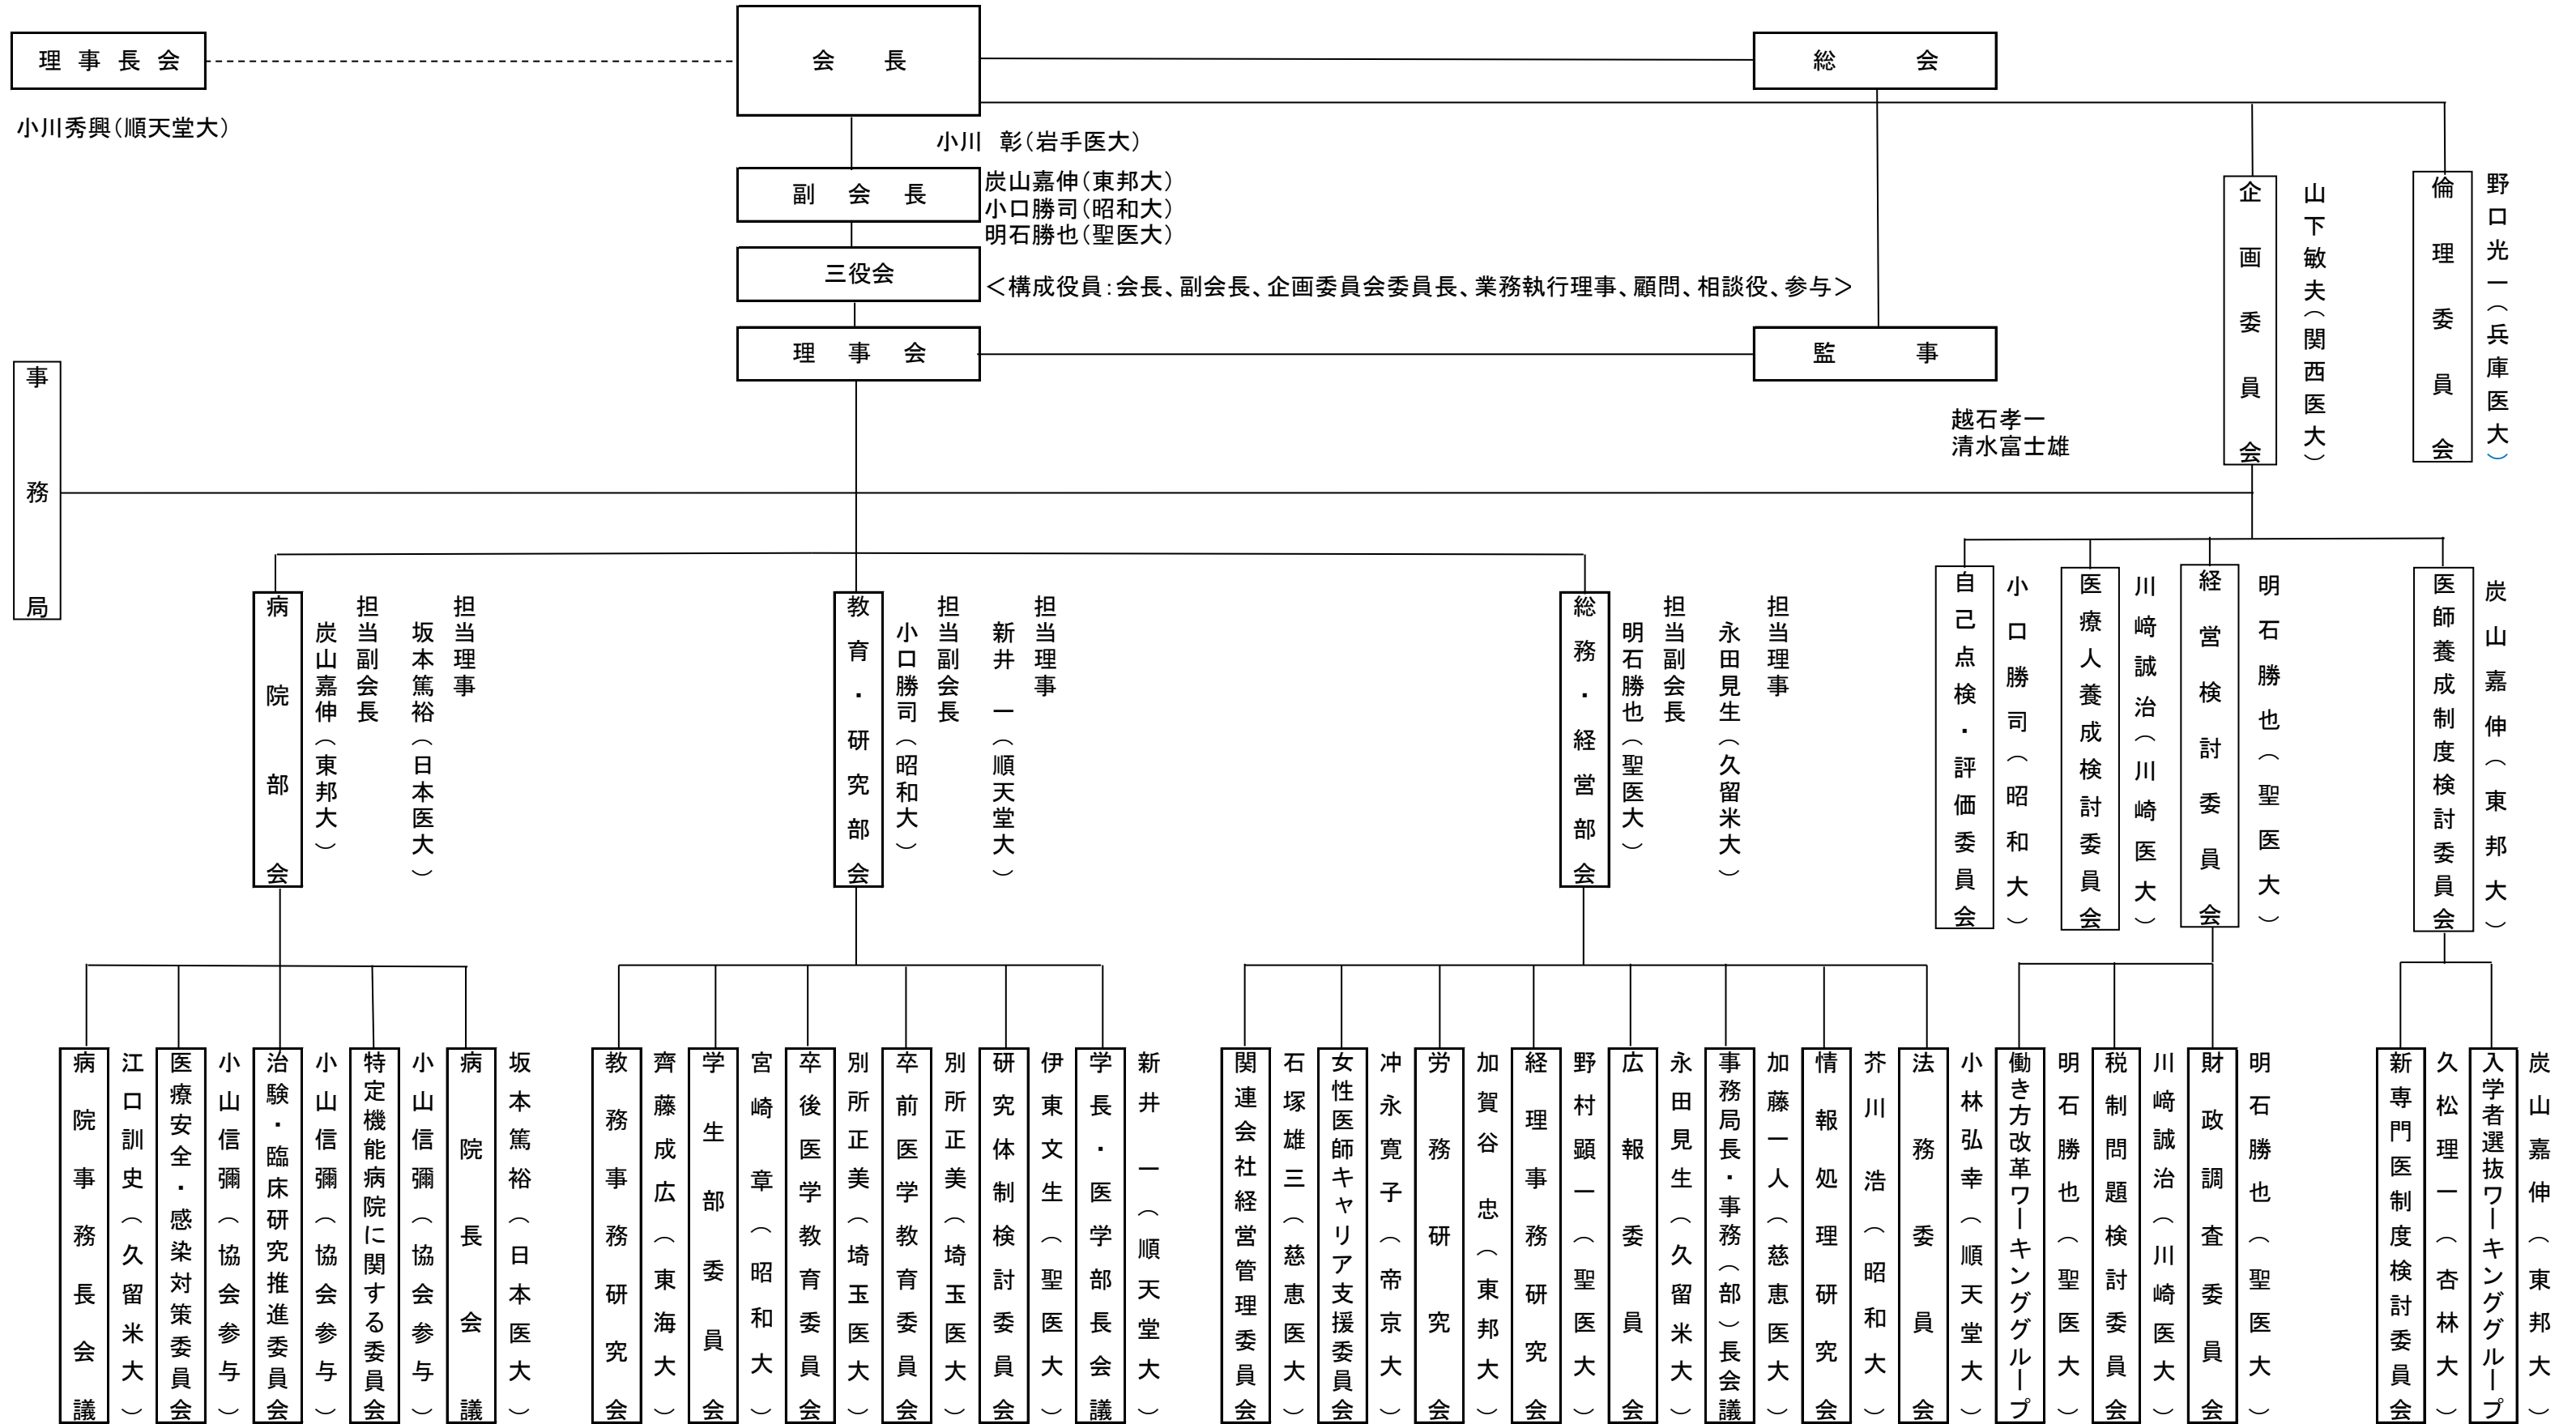 理事長会
会長
総会
小川秀興（順天堂大）
小川　彰（岩手医大）
副会長
炭山嘉伸（東邦大）
小口勝司（昭和大）
明石勝也（聖医大）
三役会
＜構成役員：会長、副会長、企画委員会委員長、業務執行理事、顧問、相談役、参与＞
理事会
監事
越石孝一
清水富士雄
企画委員会
山下敏夫（関西医大）
倫理委員会
野口光一（兵庫医大）
事務局
病院部会
炭山嘉伸（東邦大）
担当副会長
坂本篤裕（日本医大）
担当理事
教育・研究部会
小口勝司（昭和大）
担当副会長
新井　一（順天堂大）
担当理事
総務・経営部会
明石勝也（聖医大）
担当副会長
永田見生（久留米大）
担当理事
自己点検・評価委員会
小口勝司（昭和大）
医療人養成検討委員会
川﨑誠治（川崎医大）
経営検討委員会
明石勝也（聖医大）
医師養成制度検討委員会
炭山嘉伸（東邦大）
病院事務長会議
江口訓史（久留米大）
医療安全・感染対策委員会
小山信彌（協会参与）
治験・臨床研究推進委員会
小山信彌（協会参与）
特定機能病院に関する委員会
小山信彌（協会参与）
病院長会議
坂本篤裕（日本医大）
教務事務研究会
齊藤成広（東海大）
学生部委員会
宮崎　章（昭和大）
卒後医学教育委員会
別所正美（埼玉医大）
卒前医学教育委員会
別所正美（埼玉医大）
研究体制検討委員会
伊東文生（聖医大）
学長・医学部長会議
新井　一（順天堂大）
関連会社経営管理委員会
石塚雄三（慈恵医大）
女性医師キャリア支援委員会
冲永寛子（帝京大）
労務研究会
加賀谷　忠（東邦大）
経理事務研究会
野村顕一（聖医大）
広報委員会
永田見生（久留米大）
事務局長・事務（部）長会議
加藤一人（慈恵医大）
情報処理研究会
芥川　浩（昭和大）
法務委員会
小林弘幸（順天堂大）
働き方改革ワーキンググループ
明石勝也（聖医大）
税制問題検討委員会
川﨑誠治（川崎医大）
財政調査委員会
明石勝也（聖医大）
新専門医制度検討委員会
久松理一（杏林大）
入学者選抜ワーキンググループ
炭山嘉伸（東邦大）